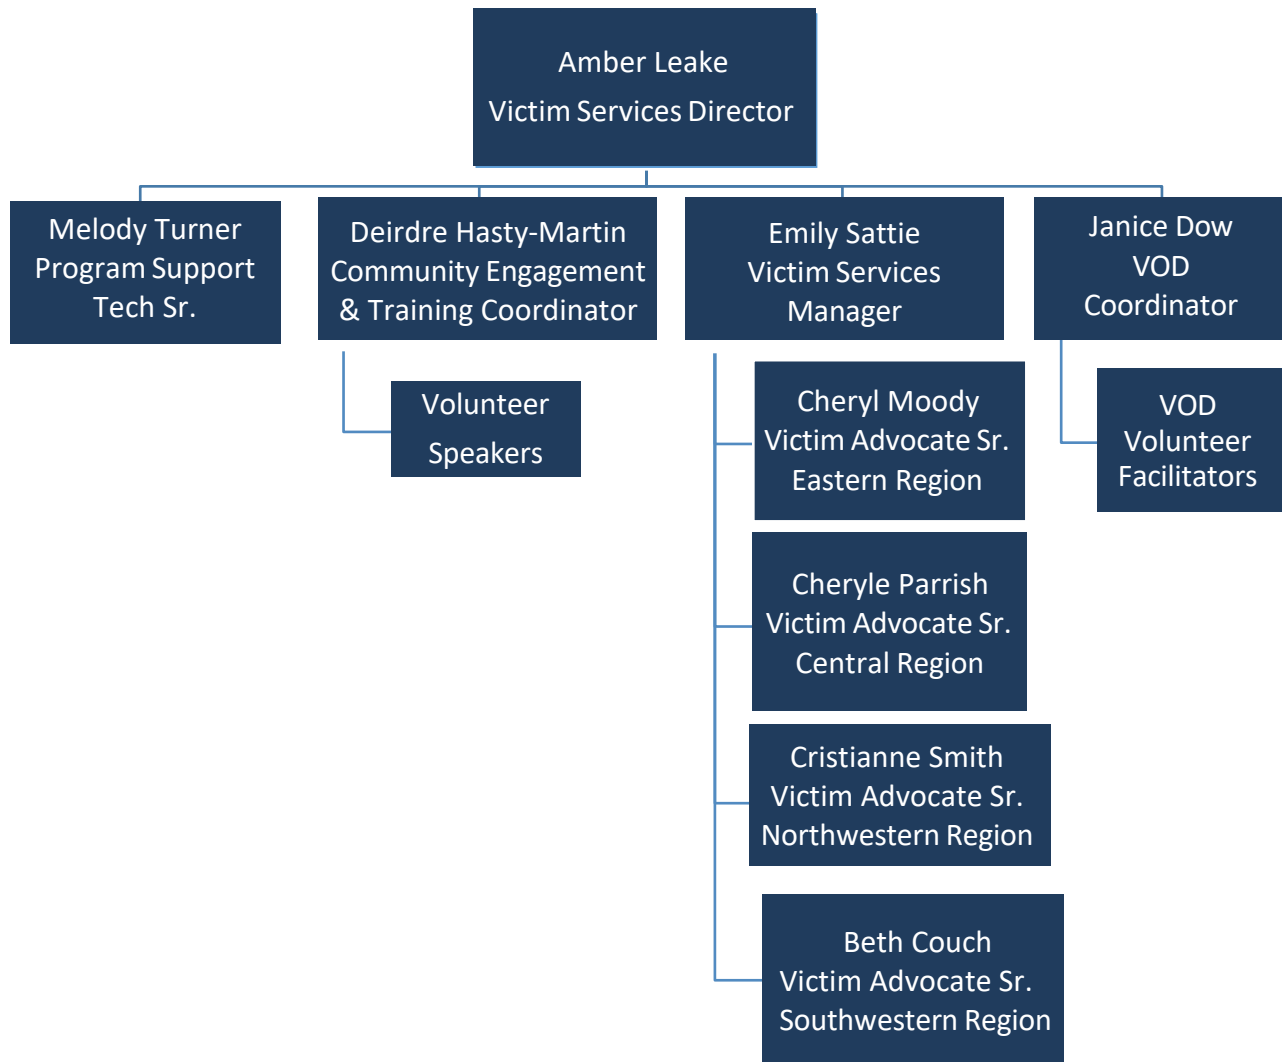 Amber Leake
Victim Services Director
Melody Turner
Program Support
Tech Sr.
Deirdre Hasty-Martin
Community Engagement
& Training Coordinator
Emily Sattie
Victim Services
Manager
Janice Dow
VOD
Coordinator
Volunteer
Speakers
Cheryl Moody
Victim Advocate Sr.
Eastern Region
VOD
Volunteer
Facilitators
Cheryle Parrish
Victim Advocate Sr.
Central Region
Cristianne Smith
Victim Advocate Sr.
Northwestern Region
Beth Couch
Victim Advocate Sr.
Southwestern Region